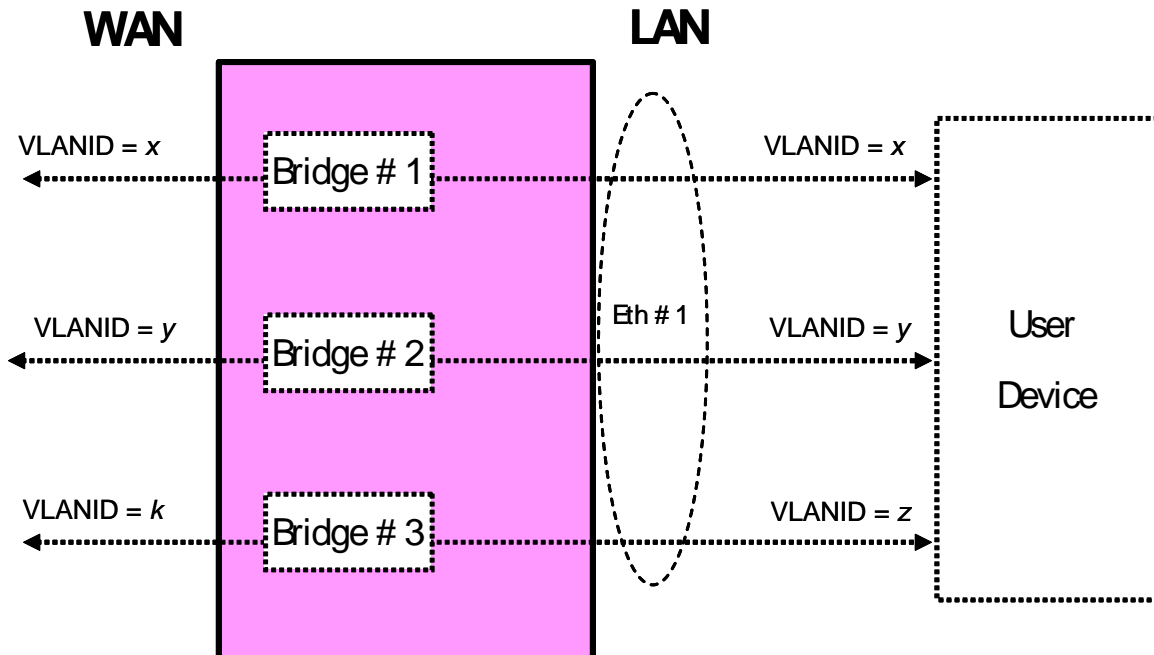 WAN
LAN
VLANID = x
Bridge # 1
VLANID = x
Eth # 1
VLANID = y
Bridge # 2
VLANID = y
User
Device
VLANID = k
Bridge # 3
VLANID = z